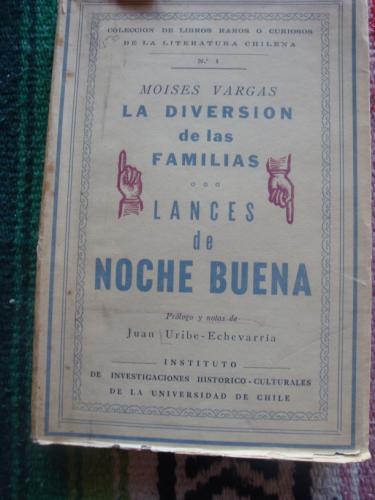 COLECCION DE LIBROS RAROS O CURIOSOS
DE LA LITERATURA CHILENA
N.º 1
MOISES VARGAS
LA DIVERSION
de las
FAMILIAS
LANCES
de
NOCHE BUENA
Prólogo y notas de
Juan Uribe-Echevarría
INSTITUTO
DE INVESTIGACIONES HISTORICO-CULTURALES
DE LA UNIVERSIDAD DE CHILE